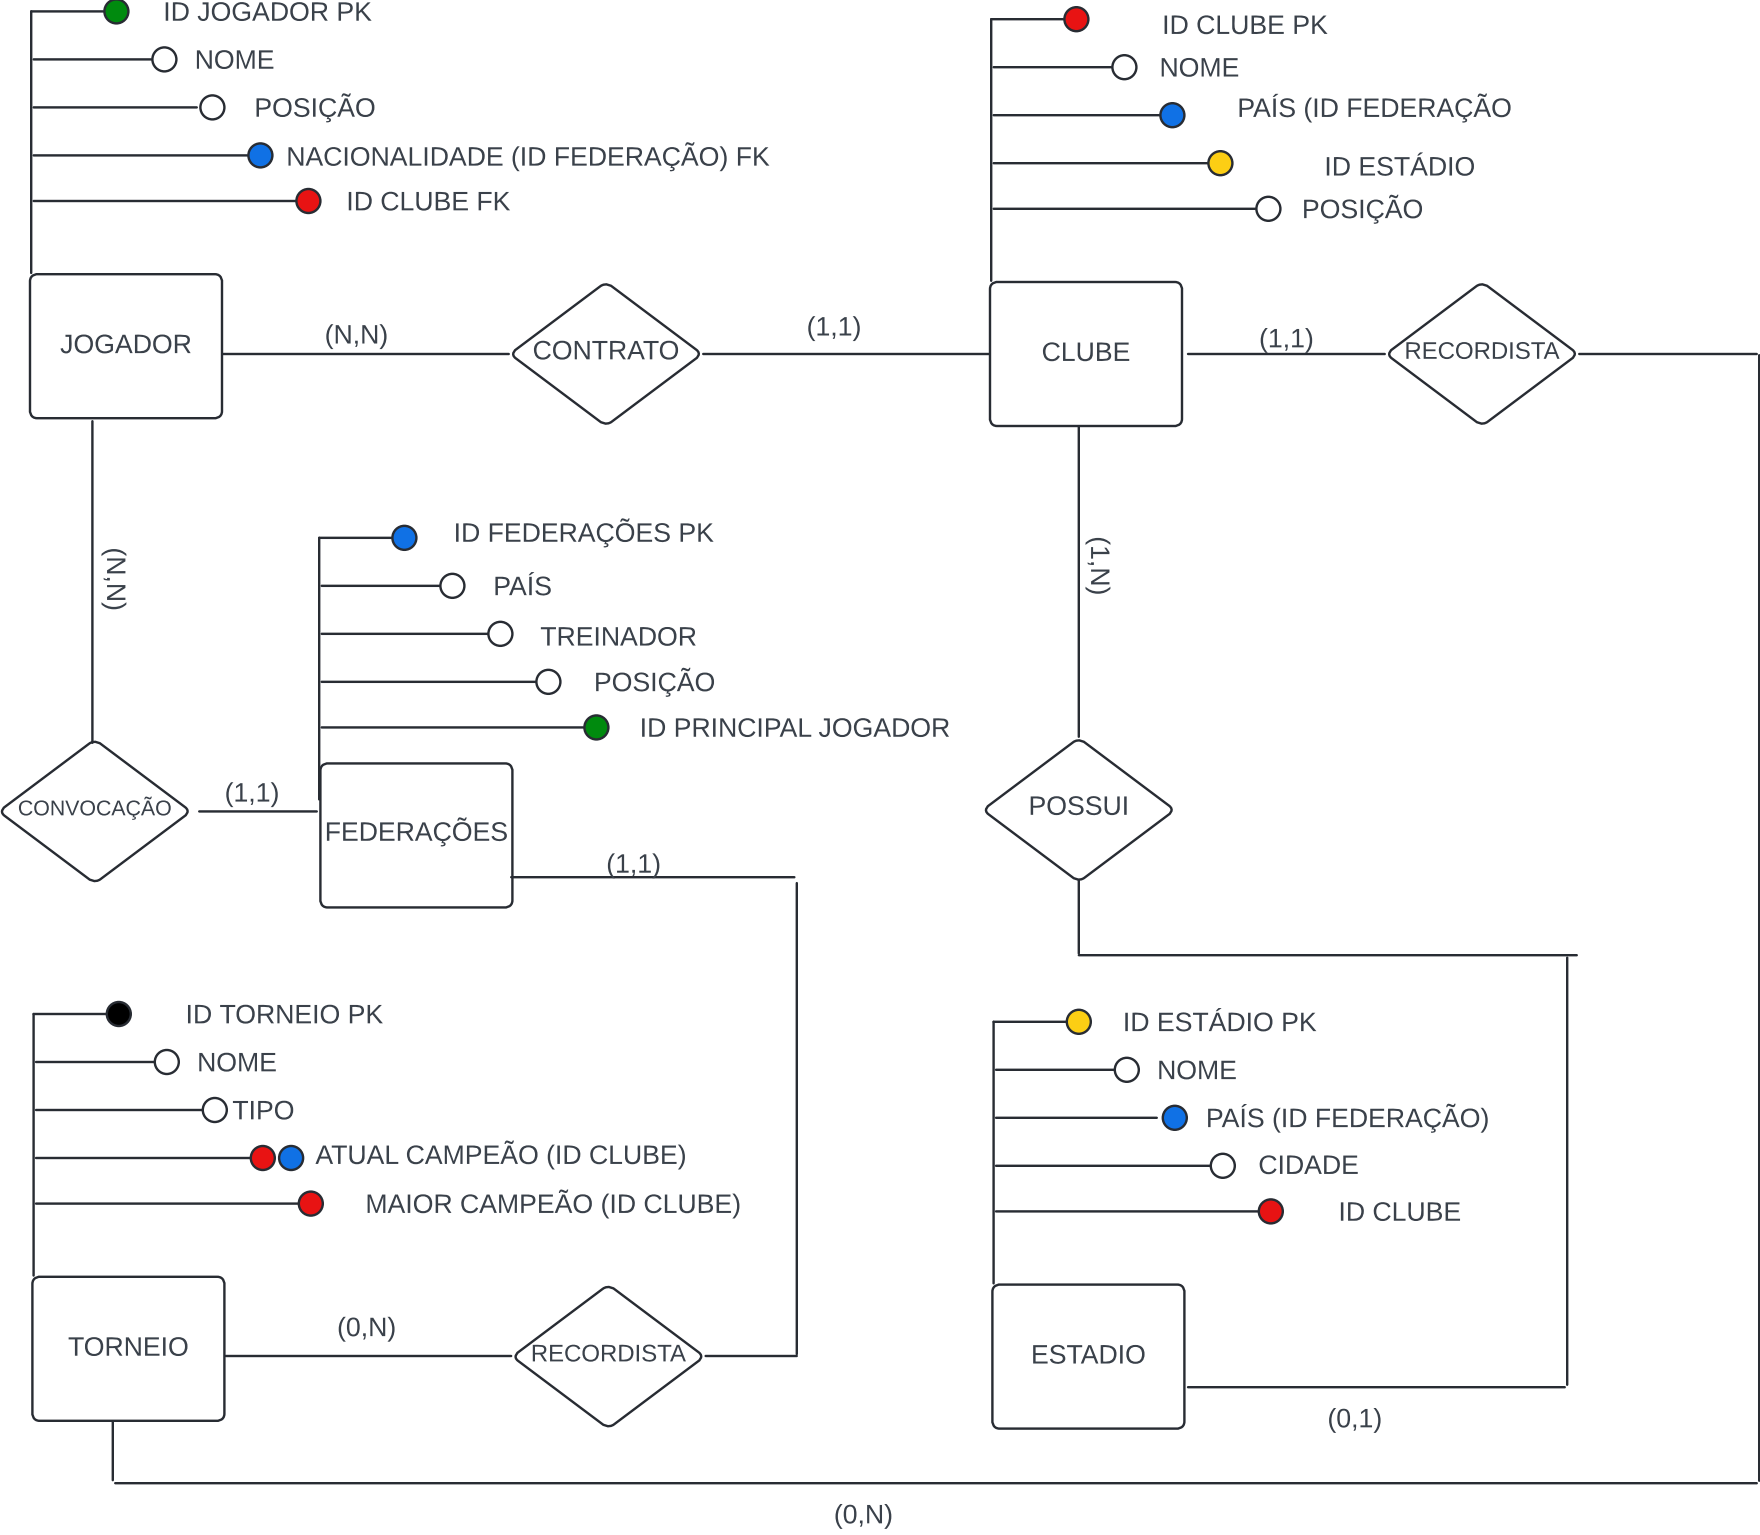 ID JOGADOR PK
NOME
POSIÇÃO
NACIONALIDADE (ID FEDERAÇÃO) FK
ID CLUBE FK
JOGADOR
(N,N)
CONTRATO
(1,1)
ID CLUBE PK
NOME
PAÍS (ID FEDERAÇÃO
ID ESTÁDIO
POSIÇÃO
CLUBE
(1,1)
RECORDISTA
(N,N)
(1,N)
ID FEDERAÇÕES PK
PAÍS
TREINADOR
POSIÇÃO
ID PRINCIPAL JOGADOR
CONVOCAÇÃO
(1,1)
FEDERAÇÕES
(1,1)
POSSUI
ID TORNEIO PK
NOME
TIPO
ATUAL CAMPEÃO (ID CLUBE)
MAIOR CAMPEÃO (ID CLUBE)
TORNEIO
(0,N)
RECORDISTA
ID ESTÁDIO PK
NOME
PAÍS (ID FEDERAÇÃO)
CIDADE
ID CLUBE
ESTADIO
(0,1)
(0,N)